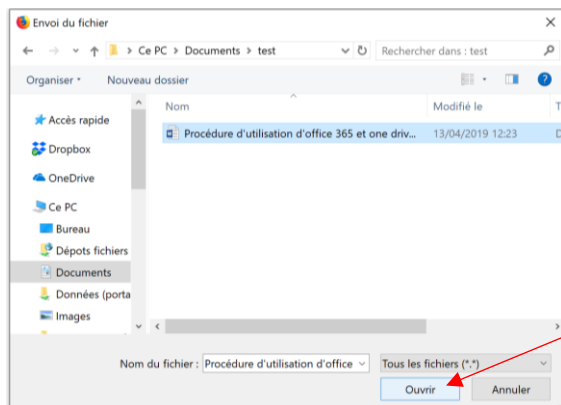 Envoi du fichier
Ce PC > Documents > test
Rechercher dans : test
Organiser
Nouveau dossier
Nom
Modifié le
T
Accès rapide
Procédure d'utilisation d'office 365 et one driv...
13/04/2019 12:23
D
Dropbox
OneDrive
Ce PC
Bureau
Dépots fichiers
Documents
Données (porta
Images
Nom du fichier : Procédure d'utilisation d'office
Tous les fichiers (*.*)
Ouvrir
Annuler